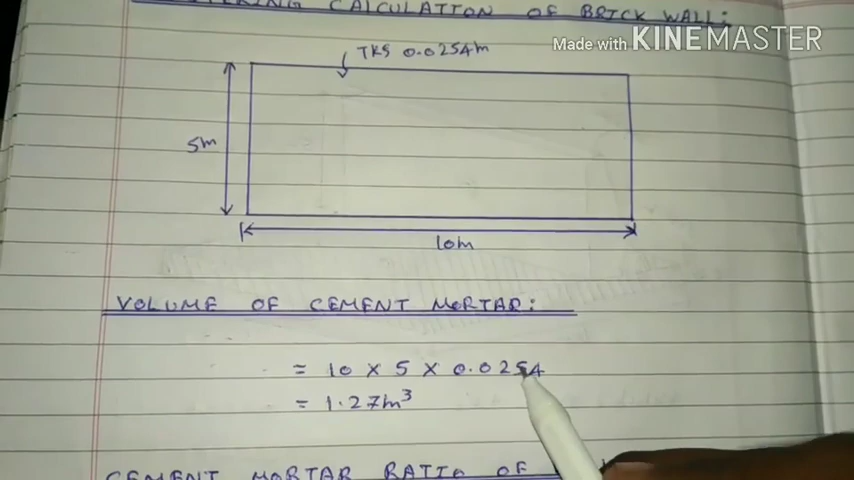 CALCULATION OF BRICK WALL:
Made with KINEMASTER
TKS 0.0254m
5m
10m
VOLUME OF CEMENT MORTAR:
= 10 x 5 x 0.0254
= 1.27m³
CEMENT MORTAR RATIO OF